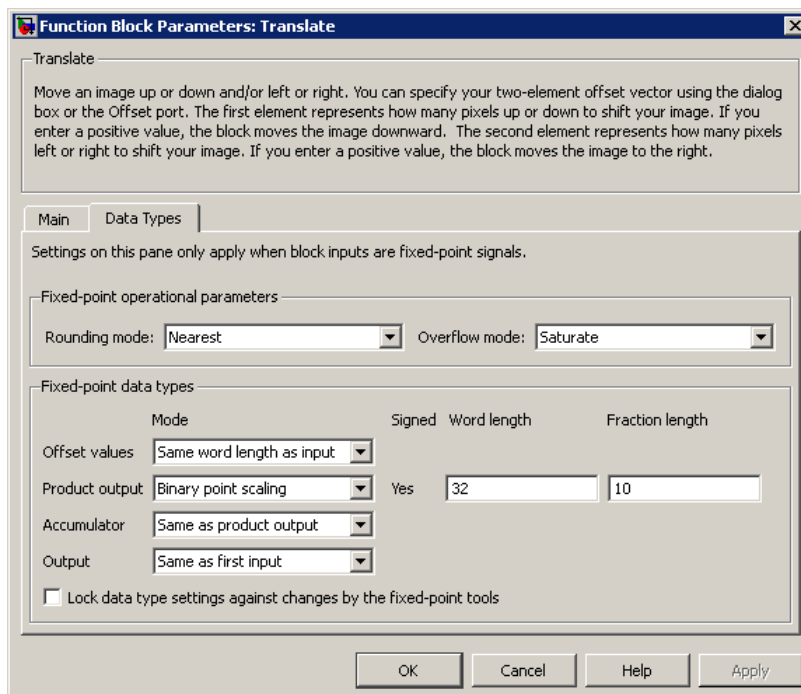 Function Block Parameters: Translate
Translate
Move an image up or down and/or left or right. You can specify your two-element offset vector using the dialog
box or the Offset port. The first element represents how many pixels up or down to shift your image. If you
enter a positive value, the block moves the image downward.  The second element represents how many pixels
left or right to shift your image. If you enter a positive value, the block moves the image to the right.
Main Data Types
Settings on this pane only apply when block inputs are fixed-point signals.
Fixed-point operational parameters
Rounding mode: Nearest Overflow mode: Saturate
Fixed-point data types
Mode Signed Word length Fraction length
Offset values Same word length as input
Product output Binary point scaling Yes 32 10
Accumulator Same as product output
Output Same as first input
Lock data type settings against changes by the fixed-point tools
OK Cancel Help Apply